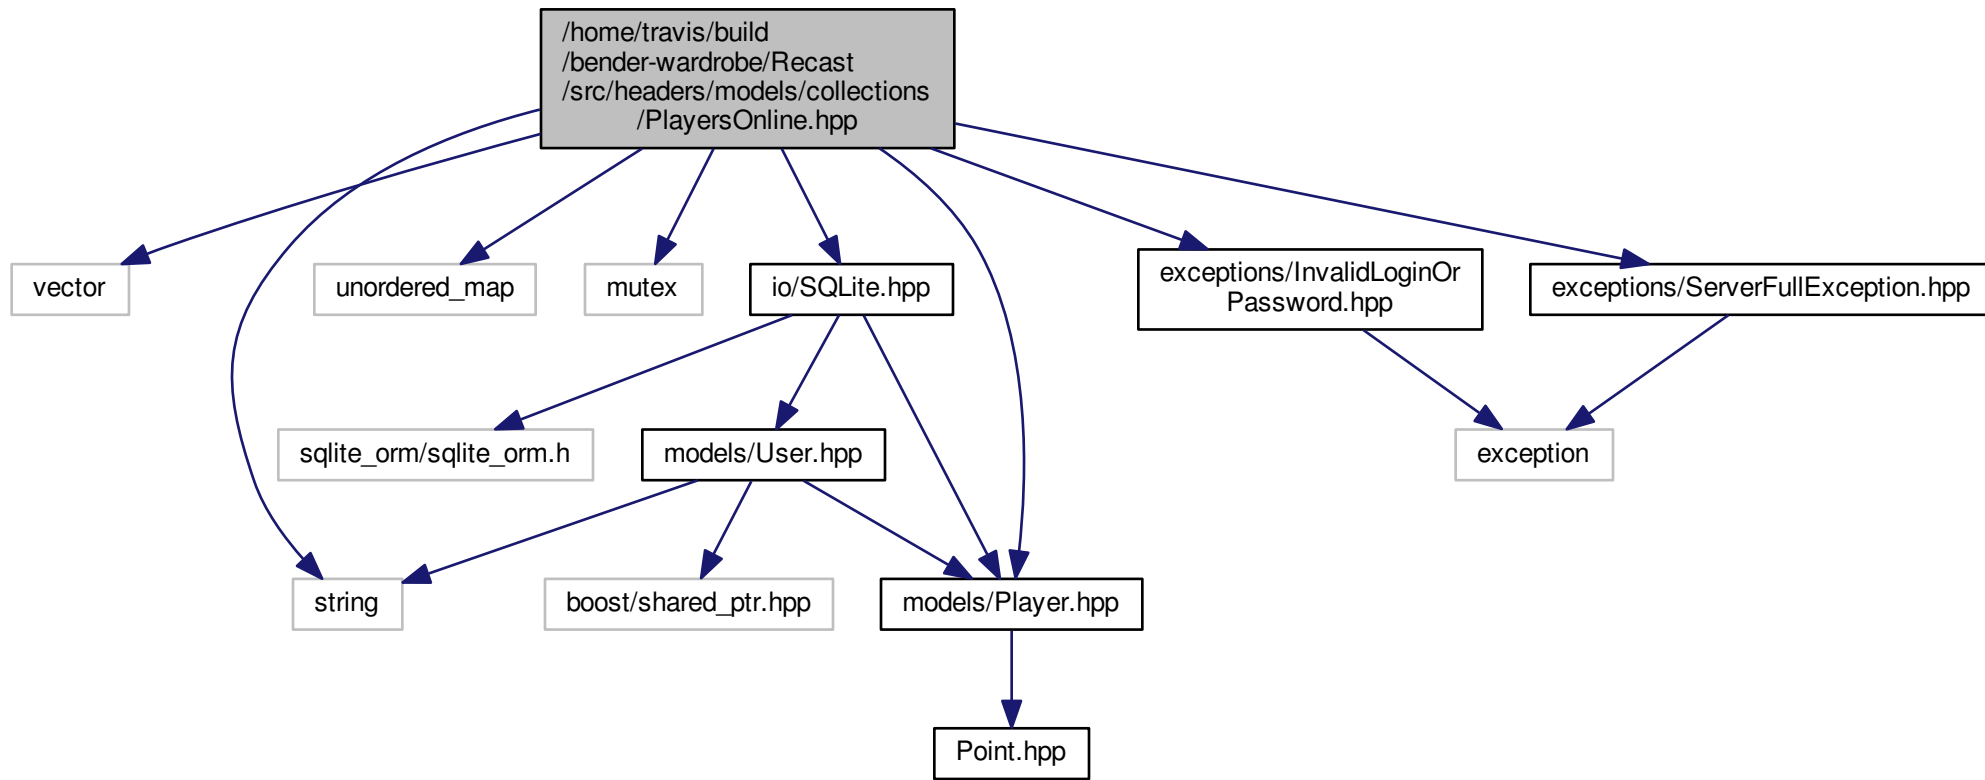 /home/travis/build
/bender-wardrobe/Recast
/src/headers/models/collections
/PlayersOnline.hpp
vector
unordered_map
mutex
io/SQLite.hpp
exceptions/InvalidLoginOr
Password.hpp
exceptions/ServerFullException.hpp
sqlite_orm/sqlite_orm.h
models/User.hpp
exception
string
boost/shared_ptr.hpp
models/Player.hpp
Point.hpp